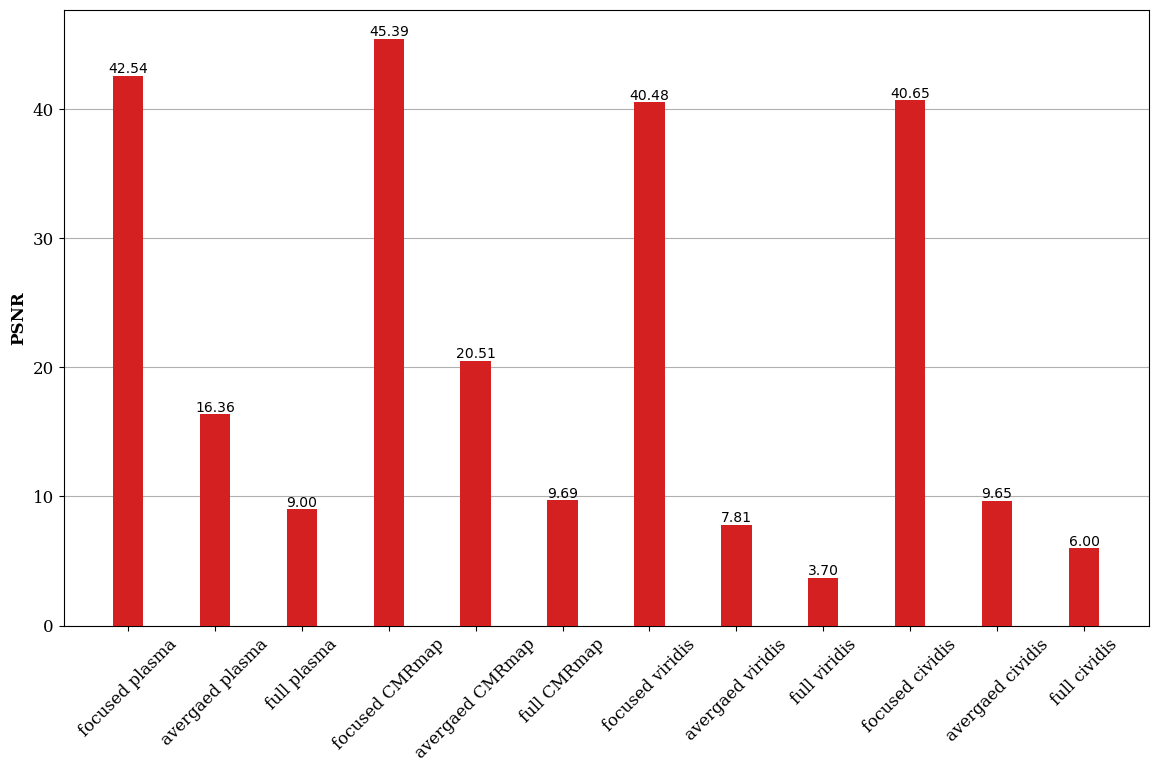 PSNR
40
30
20
10
0
42.54
16.36
9.00
45.39
20.51
9.69
40.48
7.81
3.70
40.65
9.65
6.00
focused plasma
avergaed plasma
full plasma
focused CMRmap
avergaed CMRmap
full CMRmap
focused viridis
avergaed viridis
full viridis
focused cividis
avergaed cividis
full cividis